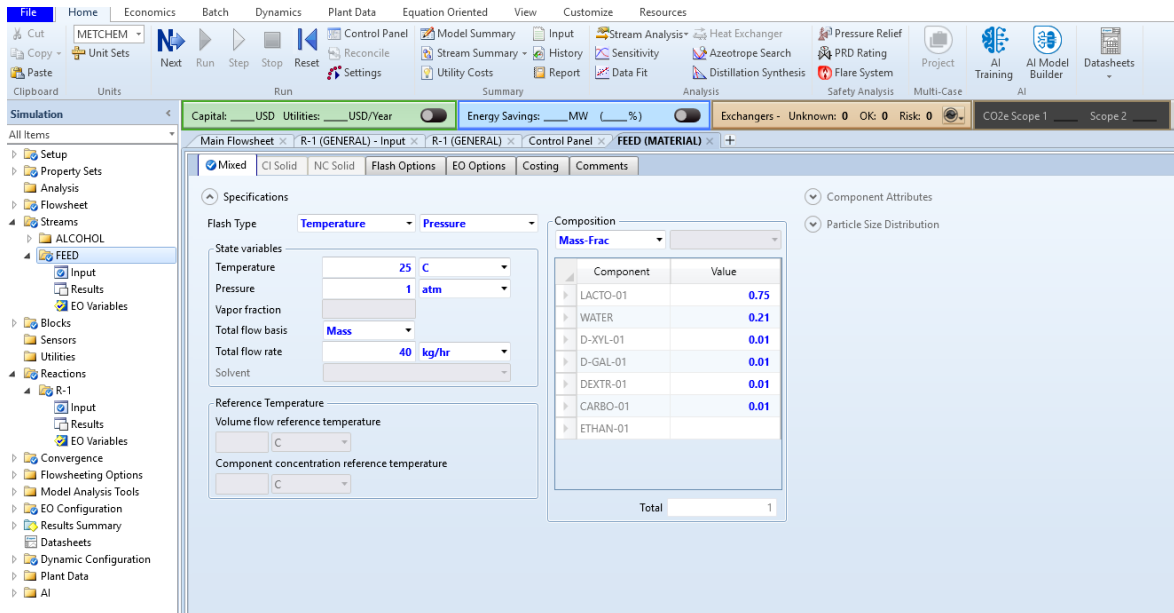 File Home Economics Batch Dynamics Plant Data Equation Oriented View Customize Resources
Cut METCHEM Control Panel Model Summary Input Stream Analysis Heat Exchanger Pressure Relief
Copy Unit Sets Reconcile Stream Summary History Sensitivity Azeotrope Search PRD Rating
Paste Next Run Step Stop Reset Settings Utility Costs Report Data Fit Distillation Synthesis Flare System Project AI Training AI Model Builder Datasheets
Clipboard Units Run Summary Analysis Safety Analysis Multi-Case AI
Simulation < Capital: ____USD Utilities: ____USD/Year Energy Savings: ____MW (____%) Exchangers - Unknown: 0 OK: 0 Risk: 0 CO2e Scope 1 ____ Scope 2 ____
All Items Main Flowsheet × R-1 (GENERAL) - Input × R-1 (GENERAL) × Control Panel × FEED (MATERIAL) × +
Setup
Property Sets
Analysis
Flowsheet
Streams
ALCOHOL
FEED
Input
Results
EO Variables
Blocks
Sensors
Utilities
Reactions
R-1
Input
Results
EO Variables
Convergence
Flowsheeting Options
Model Analysis Tools
EO Configuration
Results Summary
Datasheets
Dynamic Configuration
Plant Data
AI
Mixed CI Solid NC Solid Flash Options EO Options Costing Comments
Specifications
Flash Type Temperature Pressure
State variables
Temperature 25 C
Pressure 1 atm
Vapor fraction
Total flow basis Mass
Total flow rate 40 kg/hr
Solvent
Reference Temperature
Volume flow reference temperature
C
Component concentration reference temperature
C
Composition
Mass-Frac
Component Value
LACTO-01 0.75
WATER 0.21
D-XYL-01 0.01
D-GAL-01 0.01
DEXTR-01 0.01
CARBO-01 0.01
ETHAN-01
Total 1
Component Attributes
Particle Size Distribution